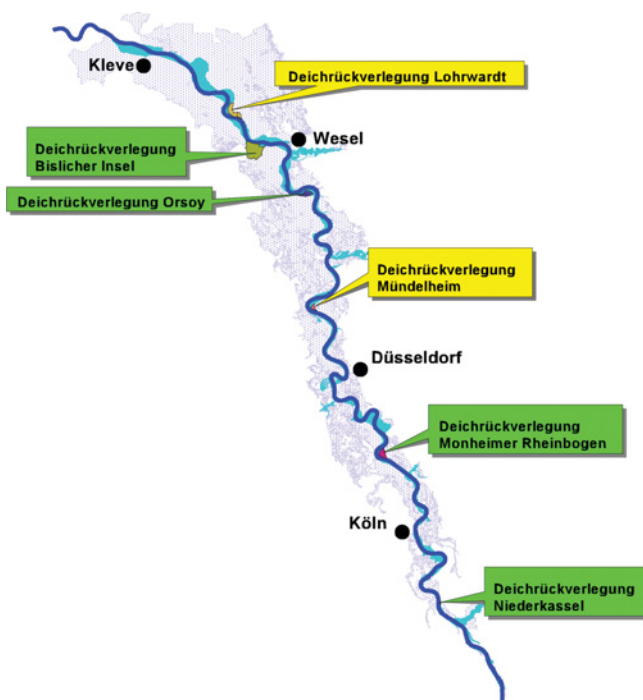 Kleve
Deichrückverlegung Lohrwardt
Deichrückverlegung
Bislicher Insel
Wesel
Deichrückverlegung Orsoy
Deichrückverlegung
Mündelheim
Düsseldorf
Deichrückverlegung
Monheimer Rheinbogen
Köln
Deichrückverlegung
Niederkassel